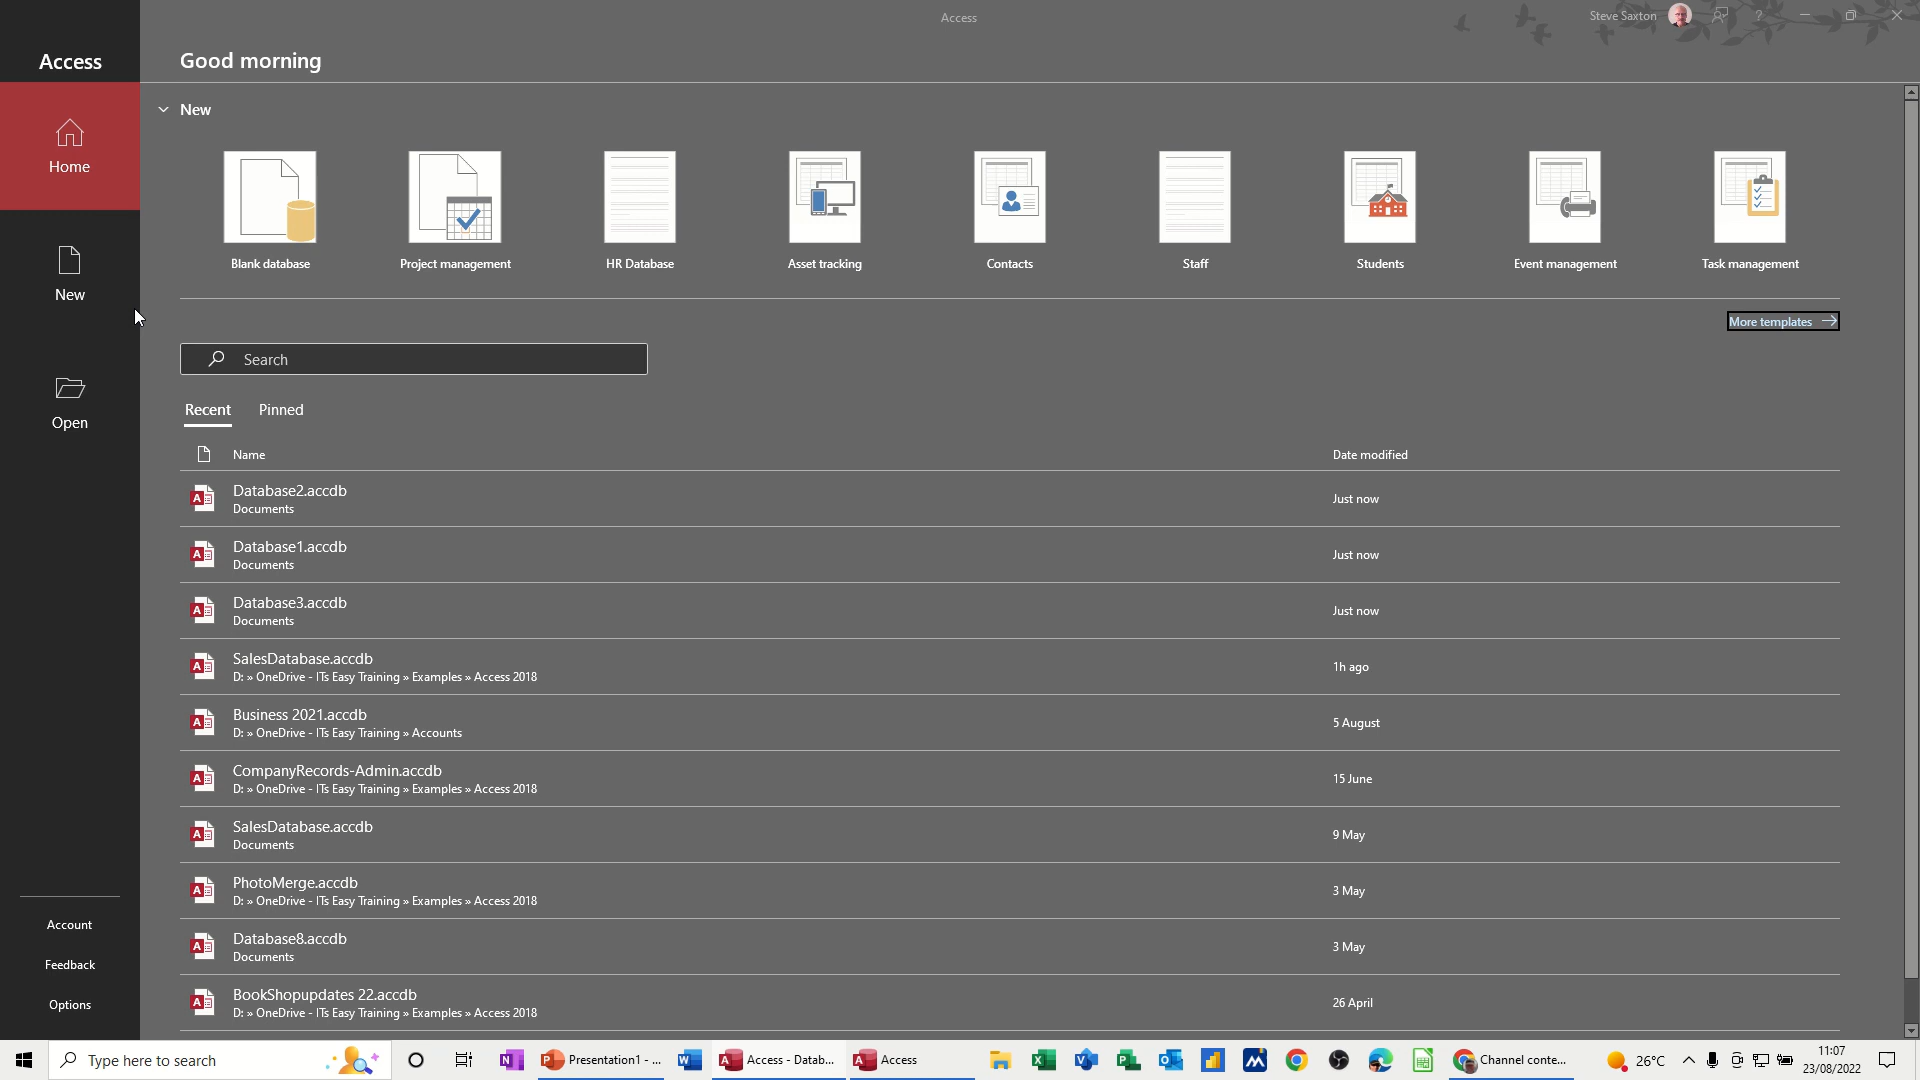 Access
Steve Saxton
?
Access
Good morning
New
Home
Blank database
Project management
HR Database
Asset tracking
Contacts
Staff
Students
Event management
Task management
New
More templates
Search
Open
Recent
Pinned
Name
Date modified
Database2.accdb
Documents
Just now
Database1.accdb
Documents
Just now
Database3.accdb
Documents
Just now
SalesDatabase.accdb
D: » OneDrive - ITs Easy Training » Examples » Access 2018
1h ago
Business 2021.accdb
D: » OneDrive - ITs Easy Training » Accounts
5 August
CompanyRecords-Admin.accdb
D: » OneDrive - ITs Easy Training » Examples » Access 2018
15 June
SalesDatabase.accdb
Documents
9 May
PhotoMerge.accdb
D: » OneDrive - ITs Easy Training » Examples » Access 2018
3 May
Database8.accdb
Documents
3 May
BookShopupdates 22.accdb
D: » OneDrive - ITs Easy Training » Examples » Access 2018
26 April
Account
Feedback
Options
Type here to search
Presentation1 - ...
Access - Datab...
Access
Channel conte...
26°C
11:07
23/08/2022